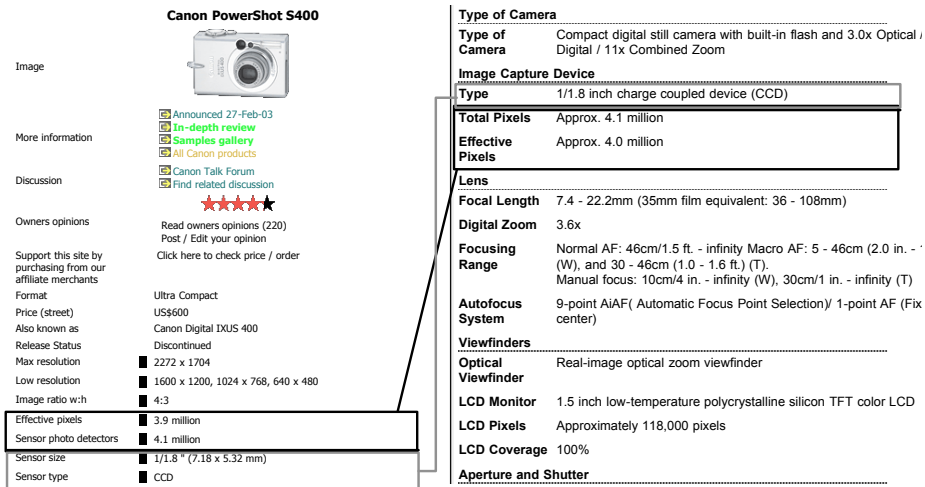 Canon PowerShot S400
Image
More information
Announced 27-Feb-03
In-depth review
Samples gallery
All Canon products
Discussion
Canon Talk Forum
Find related discussion
Owners opinions
Read owners opinions (220)
Post / Edit your opinion
Support this site by
purchasing from our
affiliate merchants
Click here to check price / order
Format Ultra Compact
Price (street) US$600
Also known as Canon Digital IXUS 400
Release Status Discontinued
Max resolution 2272 x 1704
Low resolution 1600 x 1200, 1024 x 768, 640 x 480
Image ratio w:h 4:3
Effective pixels 3.9 million
Sensor photo detectors 4.1 million
Sensor size 1/1.8 " (7.18 x 5.32 mm)
Sensor type CCD
Type of Camera
Type of Compact digital still camera with built-in flash and 3.0x Optical /
Camera Digital / 11x Combined Zoom
Image Capture Device
Type 1/1.8 inch charge coupled device (CCD)
Total Pixels Approx. 4.1 million
Effective Approx. 4.0 million
Pixels
Lens
Focal Length 7.4 - 22.2mm (35mm film equivalent: 36 - 108mm)
Digital Zoom 3.6x
Focusing Normal AF: 46cm/1.5 ft. - infinity Macro AF: 5 - 46cm (2.0 in. -
Range (W), and 30 - 46cm (1.0 - 1.6 ft.) (T).
Manual focus: 10cm/4 in. - infinity (W), 30cm/1 in. - infinity (T)
Autofocus 9-point AiAF( Automatic Focus Point Selection)/ 1-point AF (Fix
System center)
Viewfinders
Optical Real-image optical zoom viewfinder
Viewfinder
LCD Monitor 1.5 inch low-temperature polycrystalline silicon TFT color LCD
LCD Pixels Approximately 118,000 pixels
LCD Coverage 100%
Aperture and Shutter